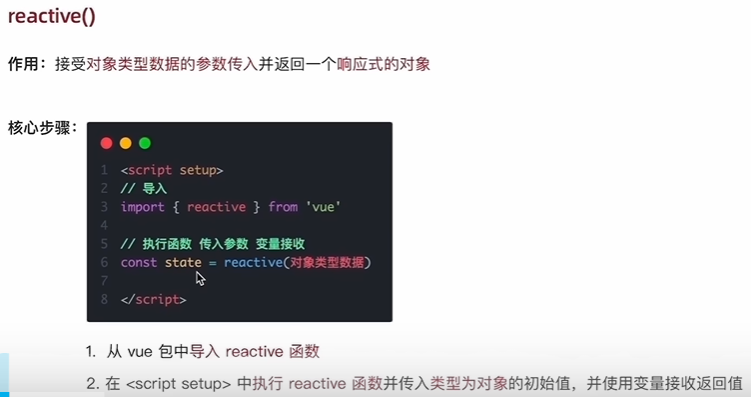 reactive()
作用：接受对象类型数据的参数传入并返回一个响应式的对象
核心步骤：
1 <script setup>
2 // 导入
3 import { reactive } from 'vue'
4
5 // 执行函数 传入参数 变量接收
6 const state = reactive(对象类型数据)
7
8 </script>
1. 从 vue 包中导入 reactive 函数
2. 在 <script setup> 中执行 reactive 函数并传入类型为对象的初始值，并使用变量接收返回值